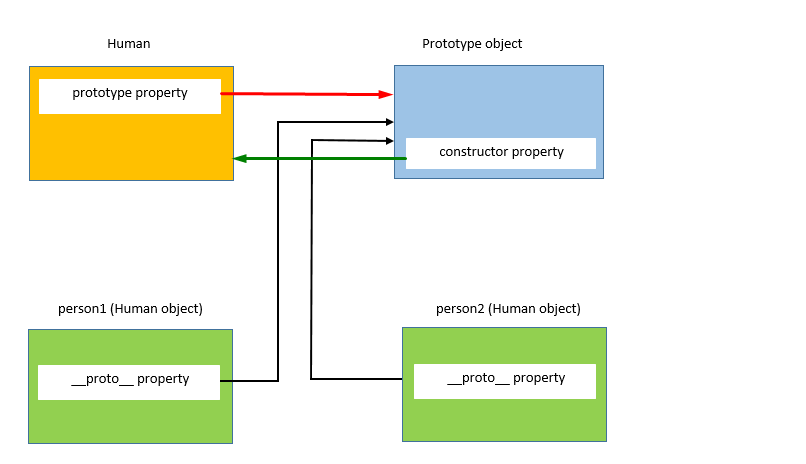 Human
Prototype object
prototype property
constructor property
person1 (Human object)
person2 (Human object)
__proto__ property
__proto__ property